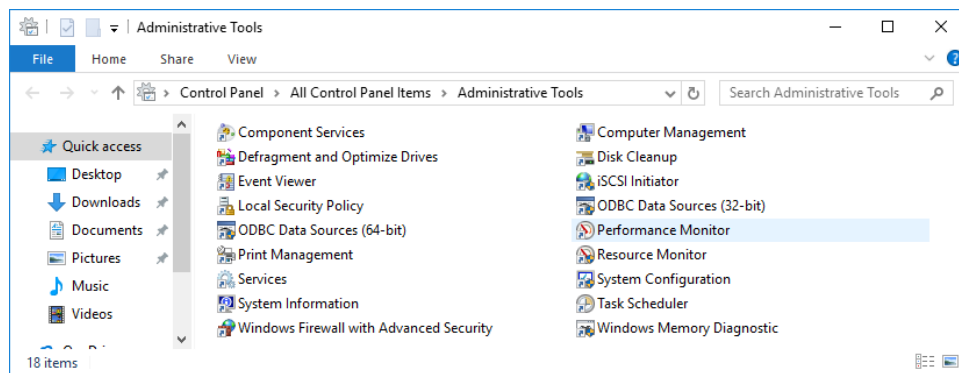 Administrative Tools
File Home Share View
Control Panel > All Control Panel Items > Administrative Tools Search Administrative Tools
Quick access
Desktop
Downloads
Documents
Pictures
Music
Videos
Component Services Computer Management
Defragment and Optimize Drives Disk Cleanup
Event Viewer iSCSI Initiator
Local Security Policy ODBC Data Sources (32-bit)
ODBC Data Sources (64-bit) Performance Monitor
Print Management Resource Monitor
Services System Configuration
System Information Task Scheduler
Windows Firewall with Advanced Security Windows Memory Diagnostic
18 items